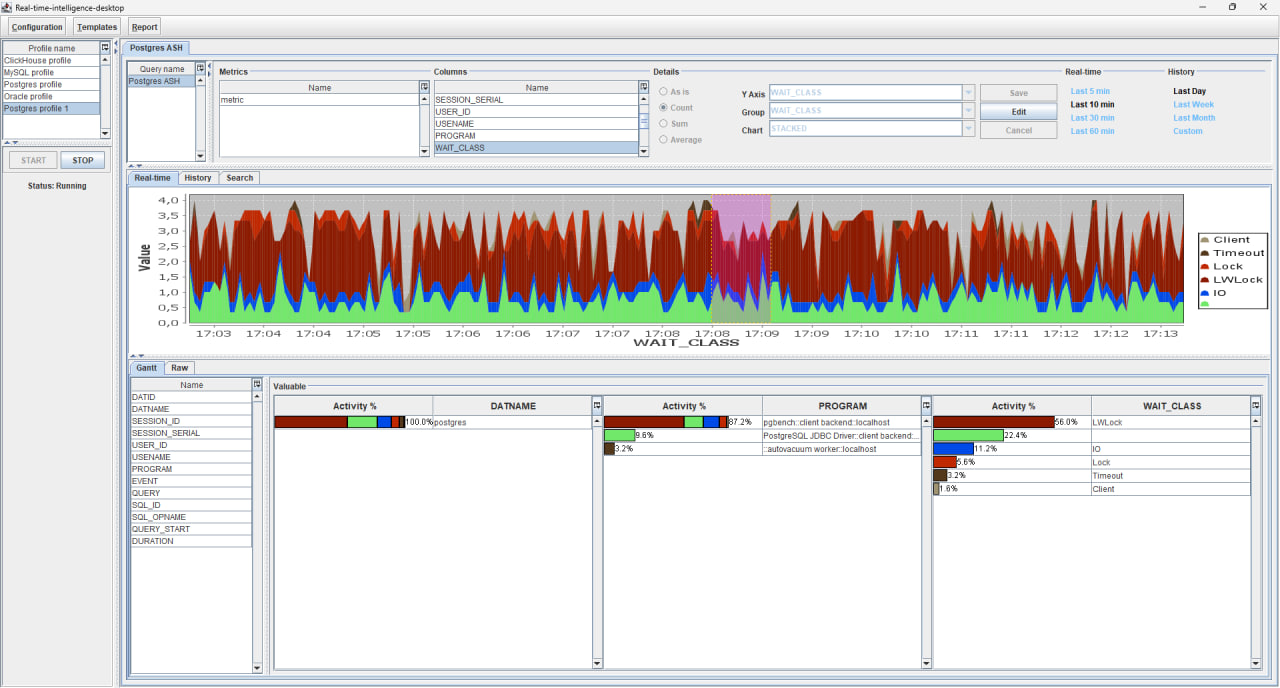 Real-time-intelligence-desktop
Configuration Templates Report
Profile name
ClickHouse profile
MySQL profile
Postgres profile
Oracle profile
Postgres profile 1
START STOP
Status: Running
Postgres ASH
Query name
Postgres ASH
Metrics
Name
metric
Columns
Name
SESSION_SERIAL
USER_ID
USENAME
PROGRAM
WAIT_CLASS
Details
As is
Count
Sum
Average
Y Axis WAIT_CLASS
Group WAIT_CLASS
Chart STACKED
Save
Edit
Cancel
Real-time
Last 5 min
Last 10 min
Last 30 min
Last 60 min
History
Last Day
Last Week
Last Month
Custom
Real-time History Search
Value
4,0
3,5
3,0
2,5
2,0
1,5
1,0
0,5
0,0
17:03 17:04 17:04 17:05 17:05 17:06 17:06 17:07 17:07 17:08 17:08 17:09 17:09 17:10 17:10 17:11 17:11 17:12 17:12 17:13
WAIT_CLASS
Client
Timeout
Lock
LWLock
IO
Gantt Raw
Name
DATID
DATNAME
SESSION_ID
SESSION_SERIAL
USER_ID
USENAME
PROGRAM
EVENT
QUERY
SQL_ID
SQL_OPNAME
QUERY_START
DURATION
Valuable
Activity % DATNAME
100.0% postgres
Activity % PROGRAM
87.2% pgbench::client backend::localhost
9.6% PostgreSQL JDBC Driver::client backend:...
3.2% ::autovacuum worker::localhost
Activity % WAIT_CLASS
56.0% LWLock
22.4%
11.2% IO
5.6% Lock
3.2% Timeout
1.6% Client